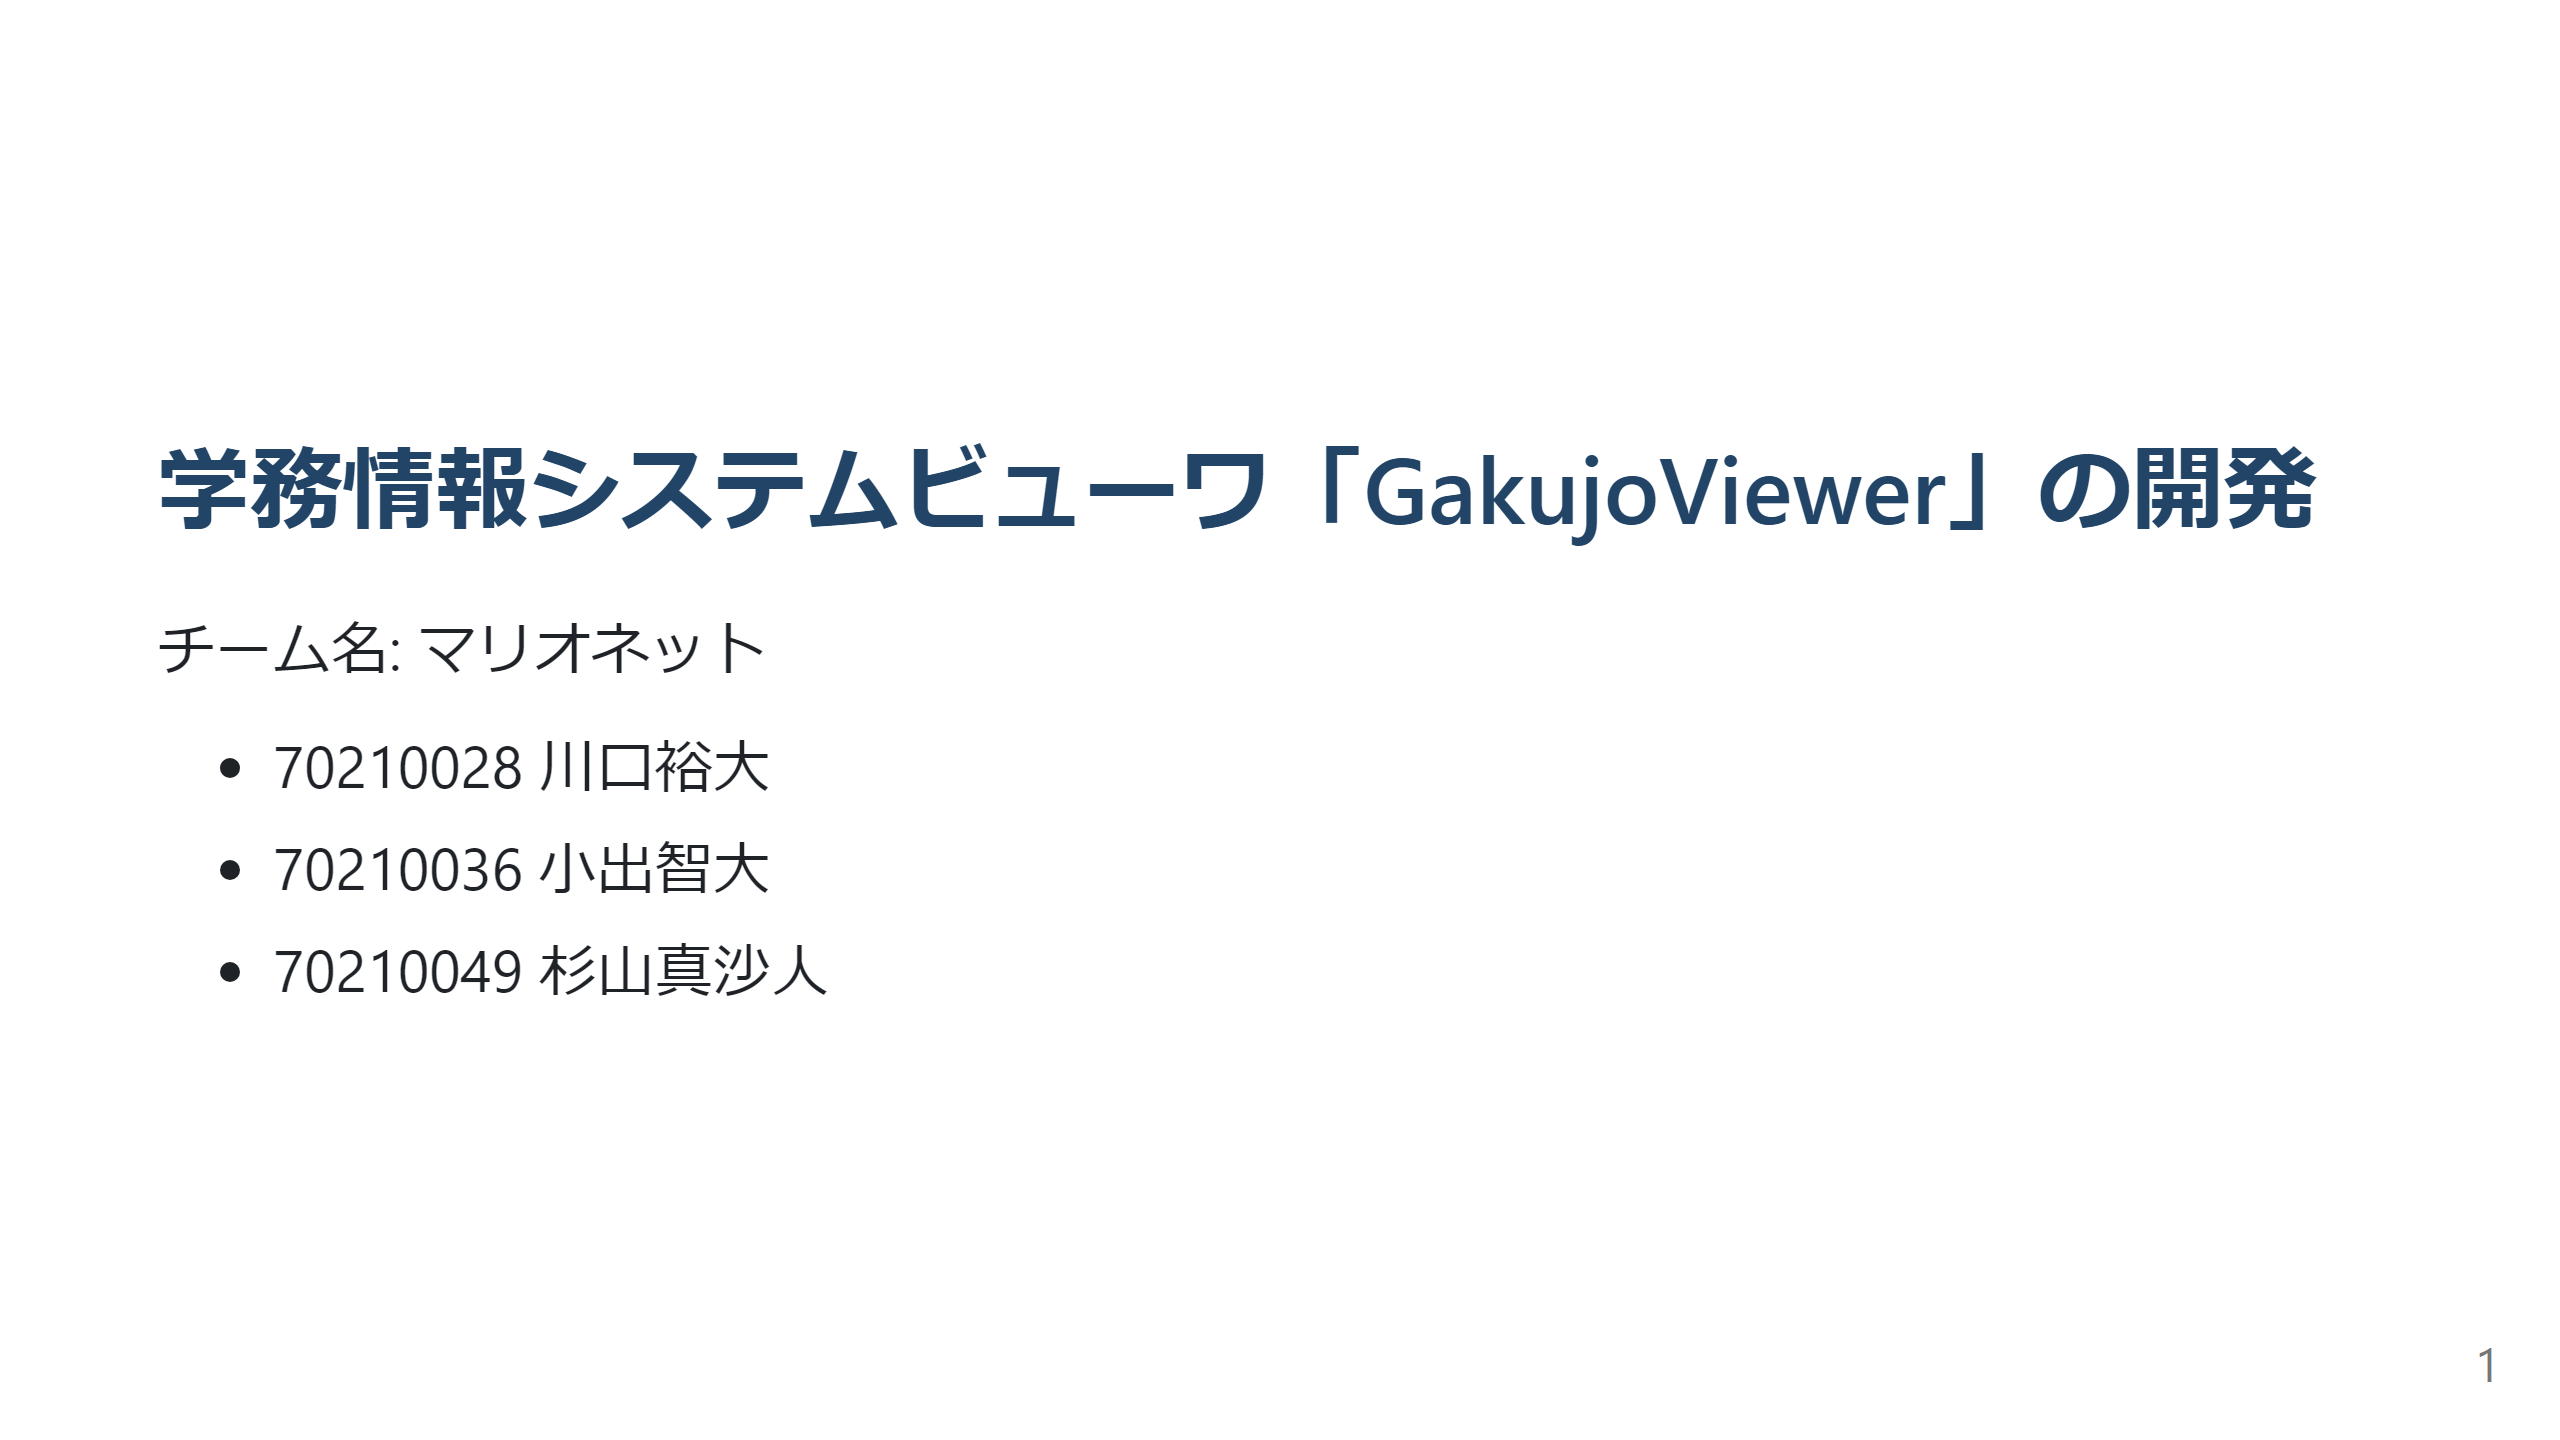 学務情報システムビューワ「GakujoViewer」の開発
チーム名: マリオネット
• 70210028 川口裕大
• 70210036 小出智大
• 70210049 杉山真沙人
1